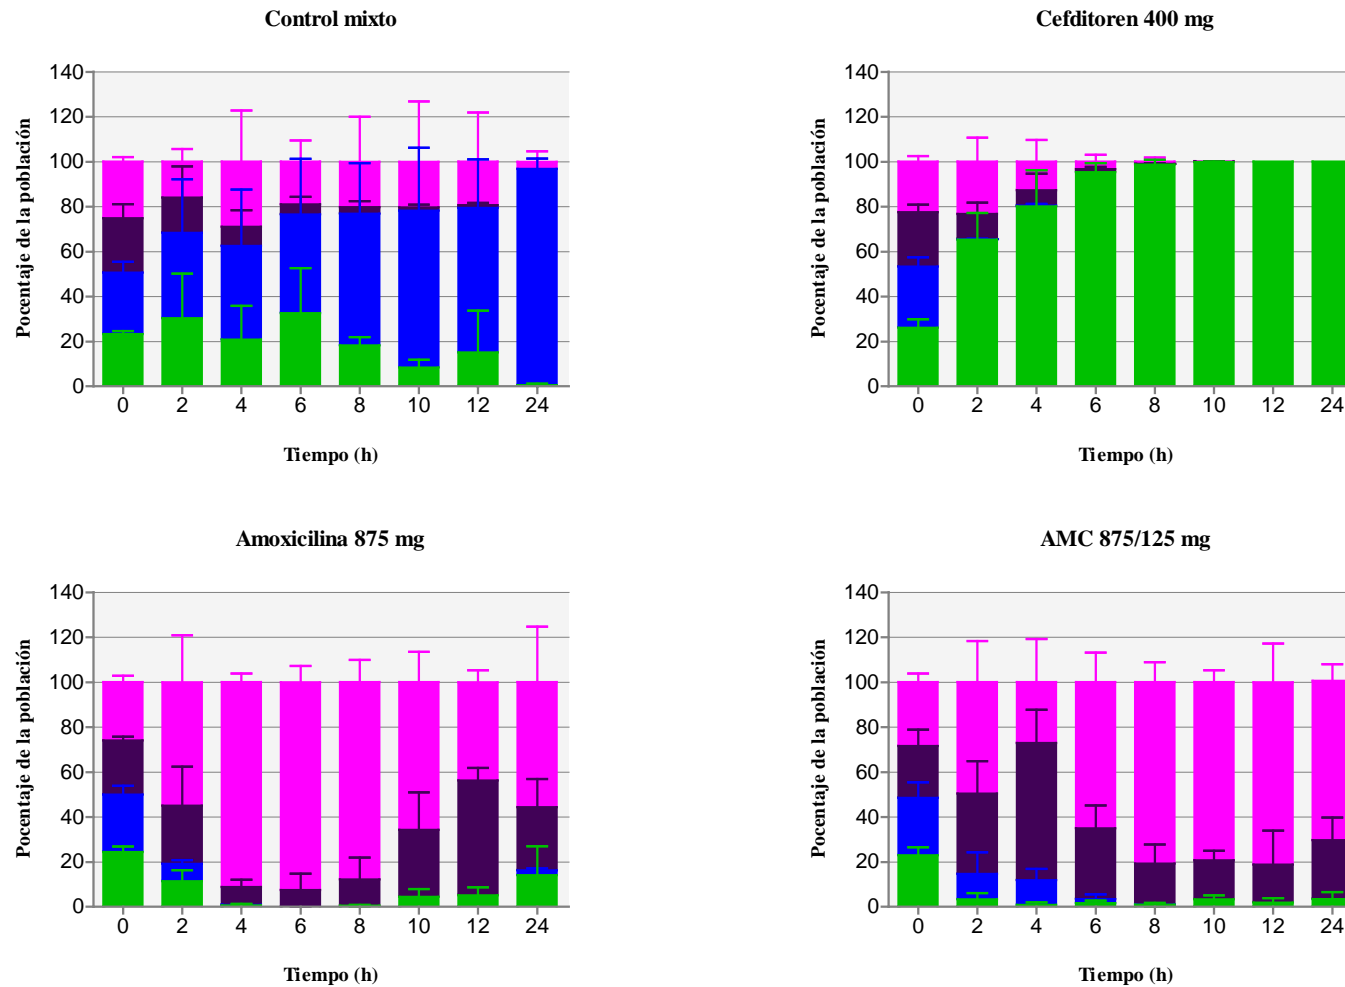 Control mixto
Pocentaje de la población
140
120
100
80
60
40
20
0
0 2 4 6 8 10 12 24
Tiempo (h)
Cefditoren 400 mg
Pocentaje de la población
140
120
100
80
60
40
20
0
0 2 4 6 8 10 12 24
Tiempo (h)
Amoxicilina 875 mg
Pocentaje de la población
140
120
100
80
60
40
20
0
0 2 4 6 8 10 12 24
Tiempo (h)
AMC 875/125 mg
Pocentaje de la población
140
120
100
80
60
40
20
0
0 2 4 6 8 10 12 24
Tiempo (h)